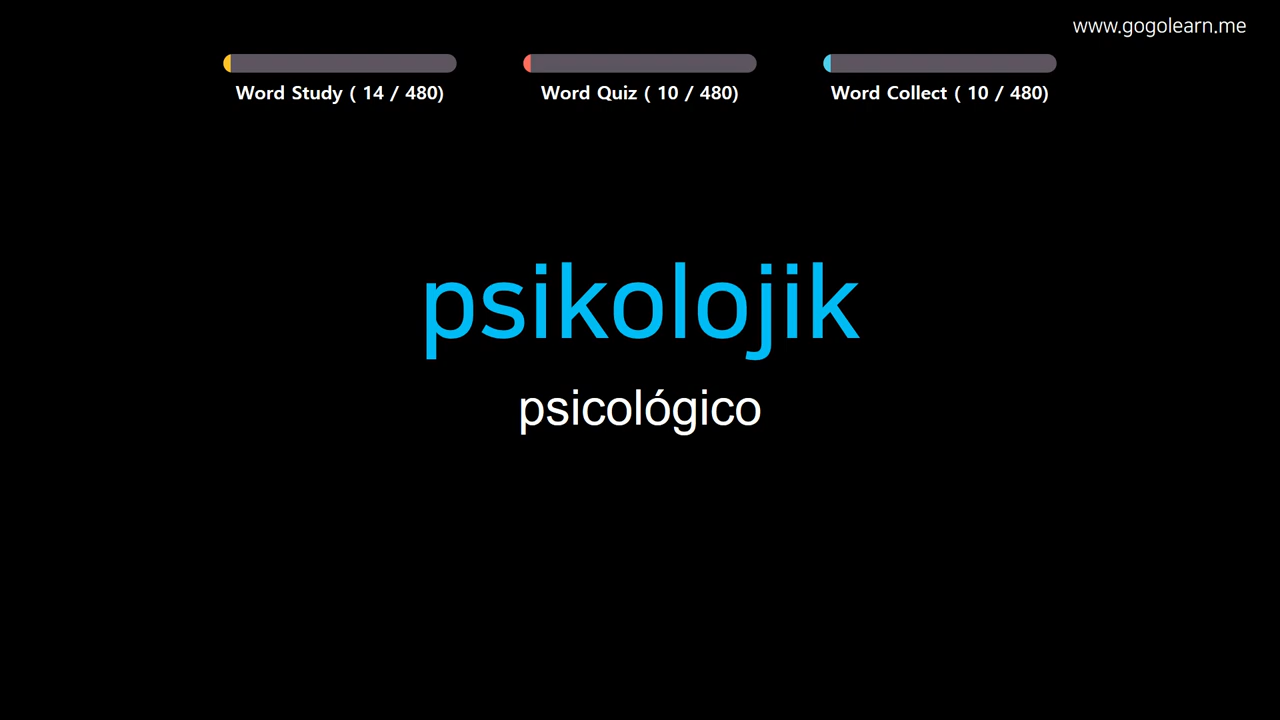 www.gogolearn.me
Word Study ( 14 / 480)
Word Quiz ( 10 / 480)
Word Collect ( 10 / 480)
psikolojik
psicológico